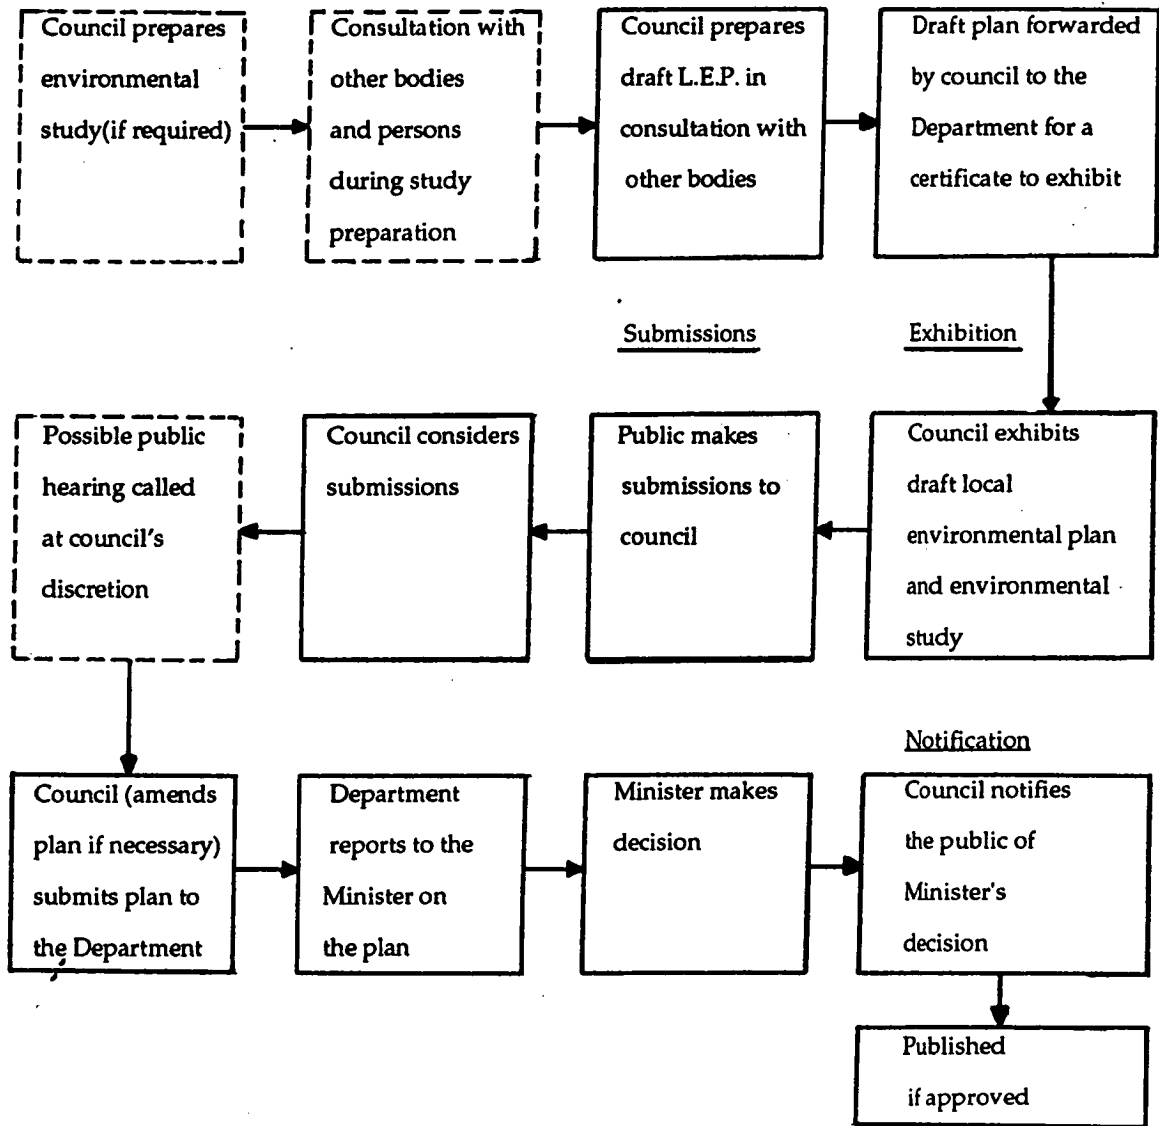 Council prepares
environmental
study(if required)
Consultation with
other bodies
and persons
during study
preparation
Council prepares
draft L.E.P. in
consultation with
other bodies
Draft plan forwarded
by council to the
Department for a
certificate to exhibit
Submissions
Exhibition
Council exhibits
draft local
environmental plan
and environmental
study
Public makes
submissions to
council
Council considers
submissions
Possible public
hearing called
at council's
discretion
Council (amends
plan if necessary)
submits plan to
the Department
Department
reports to the
Minister on
the plan
Minister makes
decision
Notification
Council notifies
the public of
Minister's
decision
Published
if approved